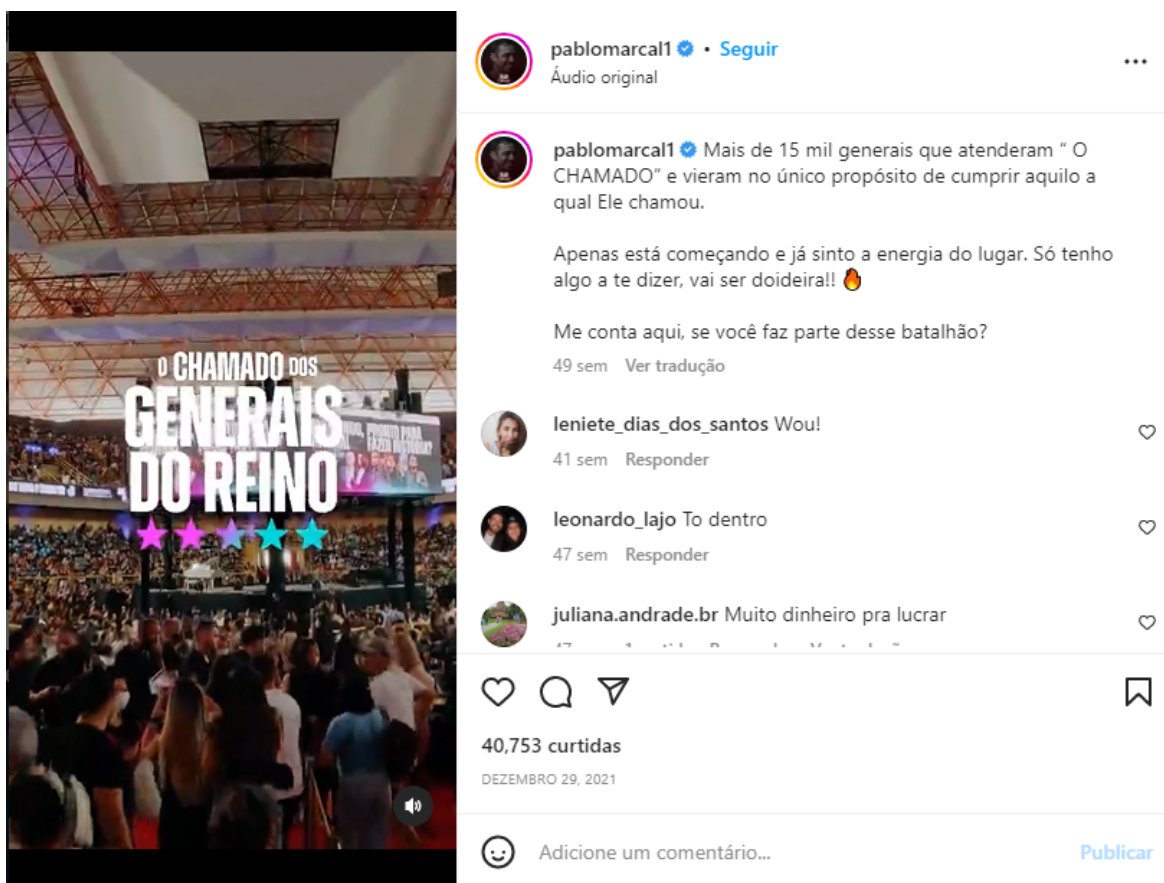 O CHAMADO DOS
GENERAIS
DO REINO
PRONTO PARA
FAZER HISTÓRIA?
pablomarcal1 • Seguir
Áudio original
pablomarcal1 Mais de 15 mil generais que atenderam “ O
CHAMADO” e vieram no único propósito de cumprir aquilo a
qual Ele chamou.
Apenas está começando e já sinto a energia do lugar. Só tenho
algo a te dizer, vai ser doideira!! 🔥
Me conta aqui, se você faz parte desse batalhão?
49 sem Ver tradução
leniete_dias_dos_santos Wou!
41 sem Responder
leonardo_lajo To dentro
47 sem Responder
juliana.andrade.br Muito dinheiro pra lucrar
40,753 curtidas
DEZEMBRO 29, 2021
Adicione um comentário... Publicar